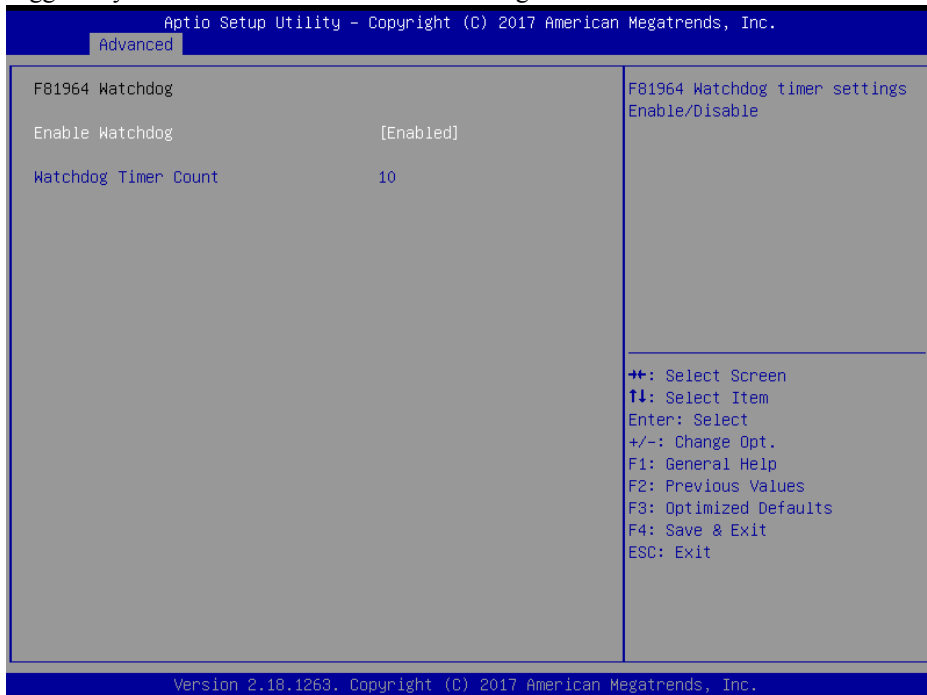 Aptio Setup Utility – Copyright (C) 2017 American Megatrends, Inc.
Advanced
F81964 Watchdog
Enable Watchdog [Enabled]
Watchdog Timer Count 10
F81964 Watchdog timer settings
Enable/Disable
→←: Select Screen
↑↓: Select Item
Enter: Select
+/-: Change Opt.
F1: General Help
F2: Previous Values
F3: Optimized Defaults
F4: Save & Exit
ESC: Exit
Version 2.18.1263. Copyright (C) 2017 American Megatrends, Inc.